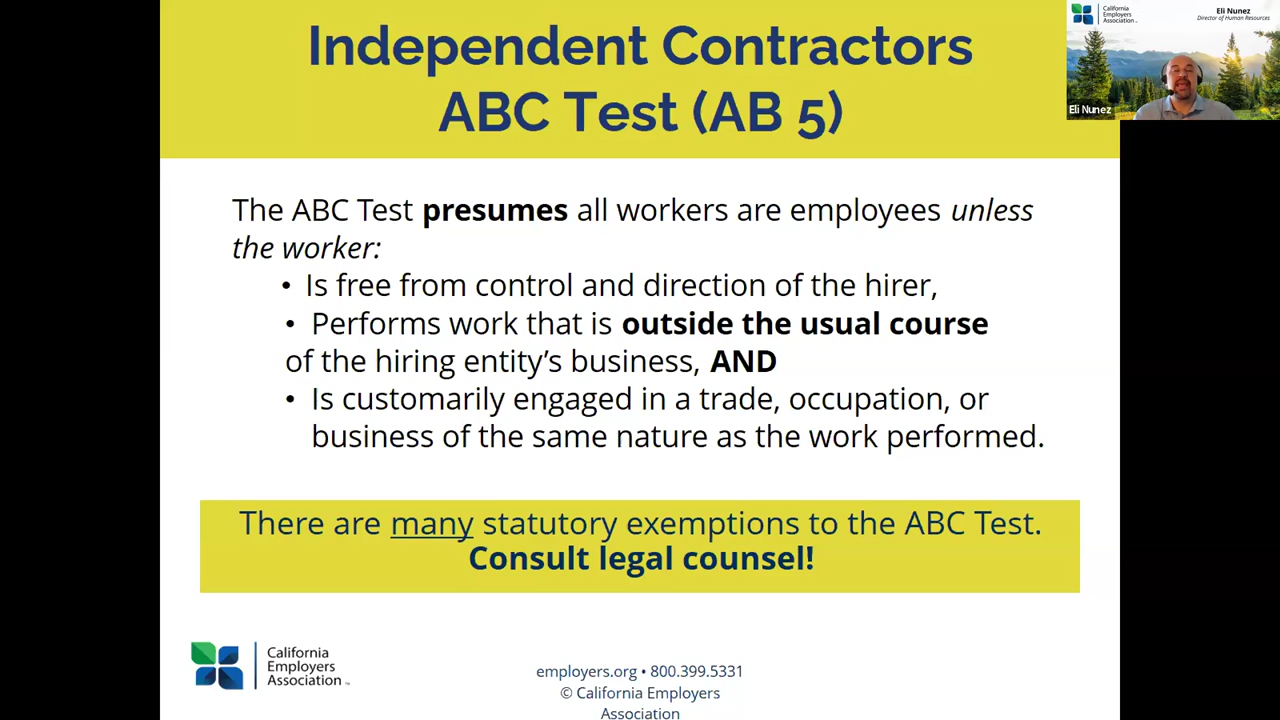 Independent Contractors
ABC Test (AB 5)
California
Employers
Association
Eli Nunez
Director of Human Resources
Eli Nunez
The ABC Test presumes all workers are employees unless
the worker:
• Is free from control and direction of the hirer,
• Performs work that is outside the usual course
of the hiring entity's business, AND
• Is customarily engaged in a trade, occupation, or
business of the same nature as the work performed.
There are many statutory exemptions to the ABC Test.
Consult legal counsel!
California
Employers
Association
employers.org • 800.399.5331
© California Employers
Association